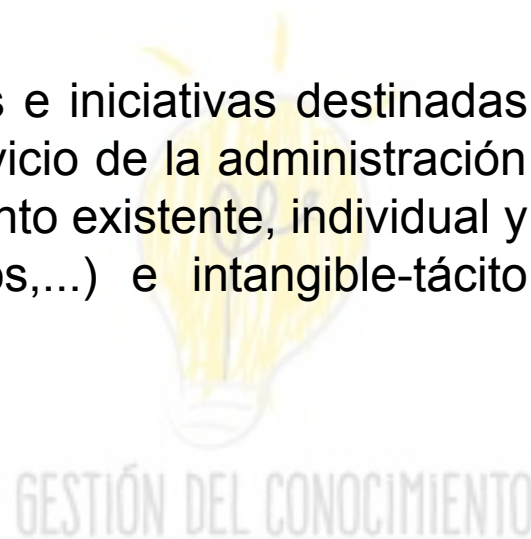 s e iniciativas destinadas
vicio de la administración
nto existente, individual y
os,...) e intangible-tácito
GESTIÓN DEL CONOCIMIENTO